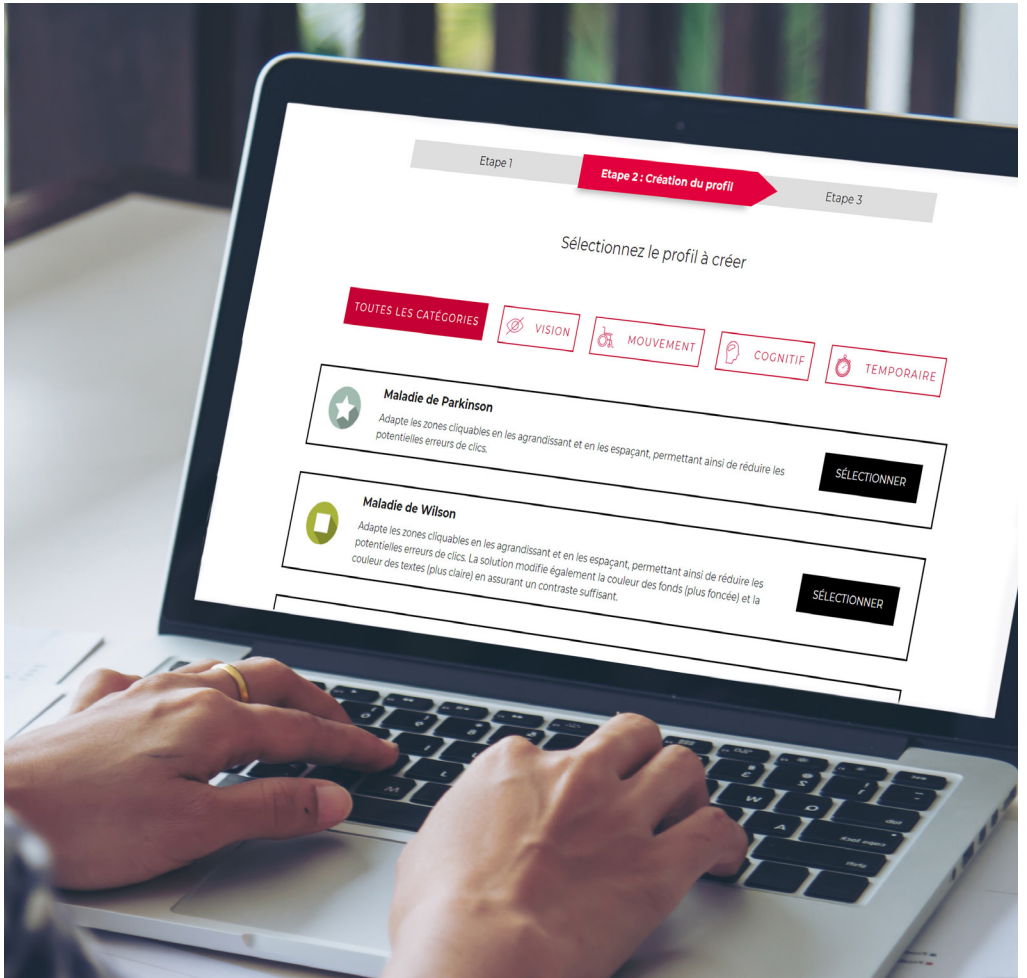 Etape 1
Etape 2 : Création du profil
Etape 3
Sélectionnez le profil à créer
TOUTES LES CATÉGORIES
VISION
MOUVEMENT
COGNITIF
TEMPORAIRE
Maladie de Parkinson
Adapte les zones cliquables en les agrandissant et en les espaçant, permettant ainsi de réduire les
potentielles erreurs de clics.
SÉLECTIONNER
Maladie de Wilson
Adapte les zones cliquables en les agrandissant et en les espaçant, permettant ainsi de réduire les
potentielles erreurs de clics. La solution modifie également la couleur des fonds (plus foncée) et la
couleur des textes (plus claire) en assurant un contraste suffisant.
SÉLECTIONNER